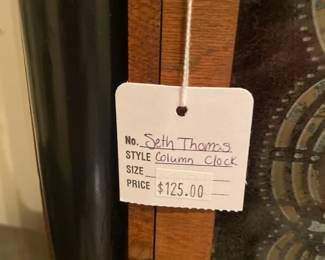 No. Seth Thomas
STYLE Column Clock
SIZE
PRICE $125.00